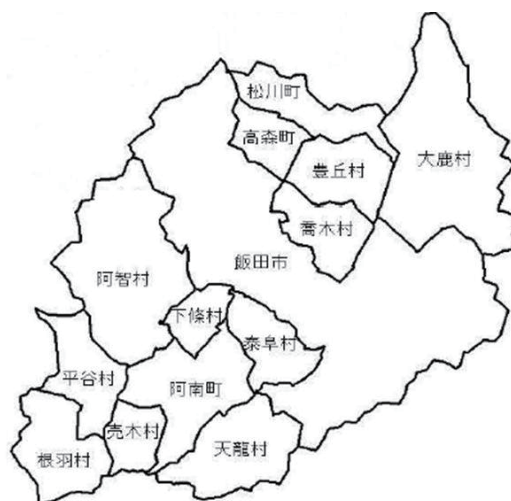 松川町
高森町
豊丘村
大鹿村
喬木村
飯田市
阿智村
下條村
泰阜村
平谷村
阿南町
売木村
天龍村
根羽村